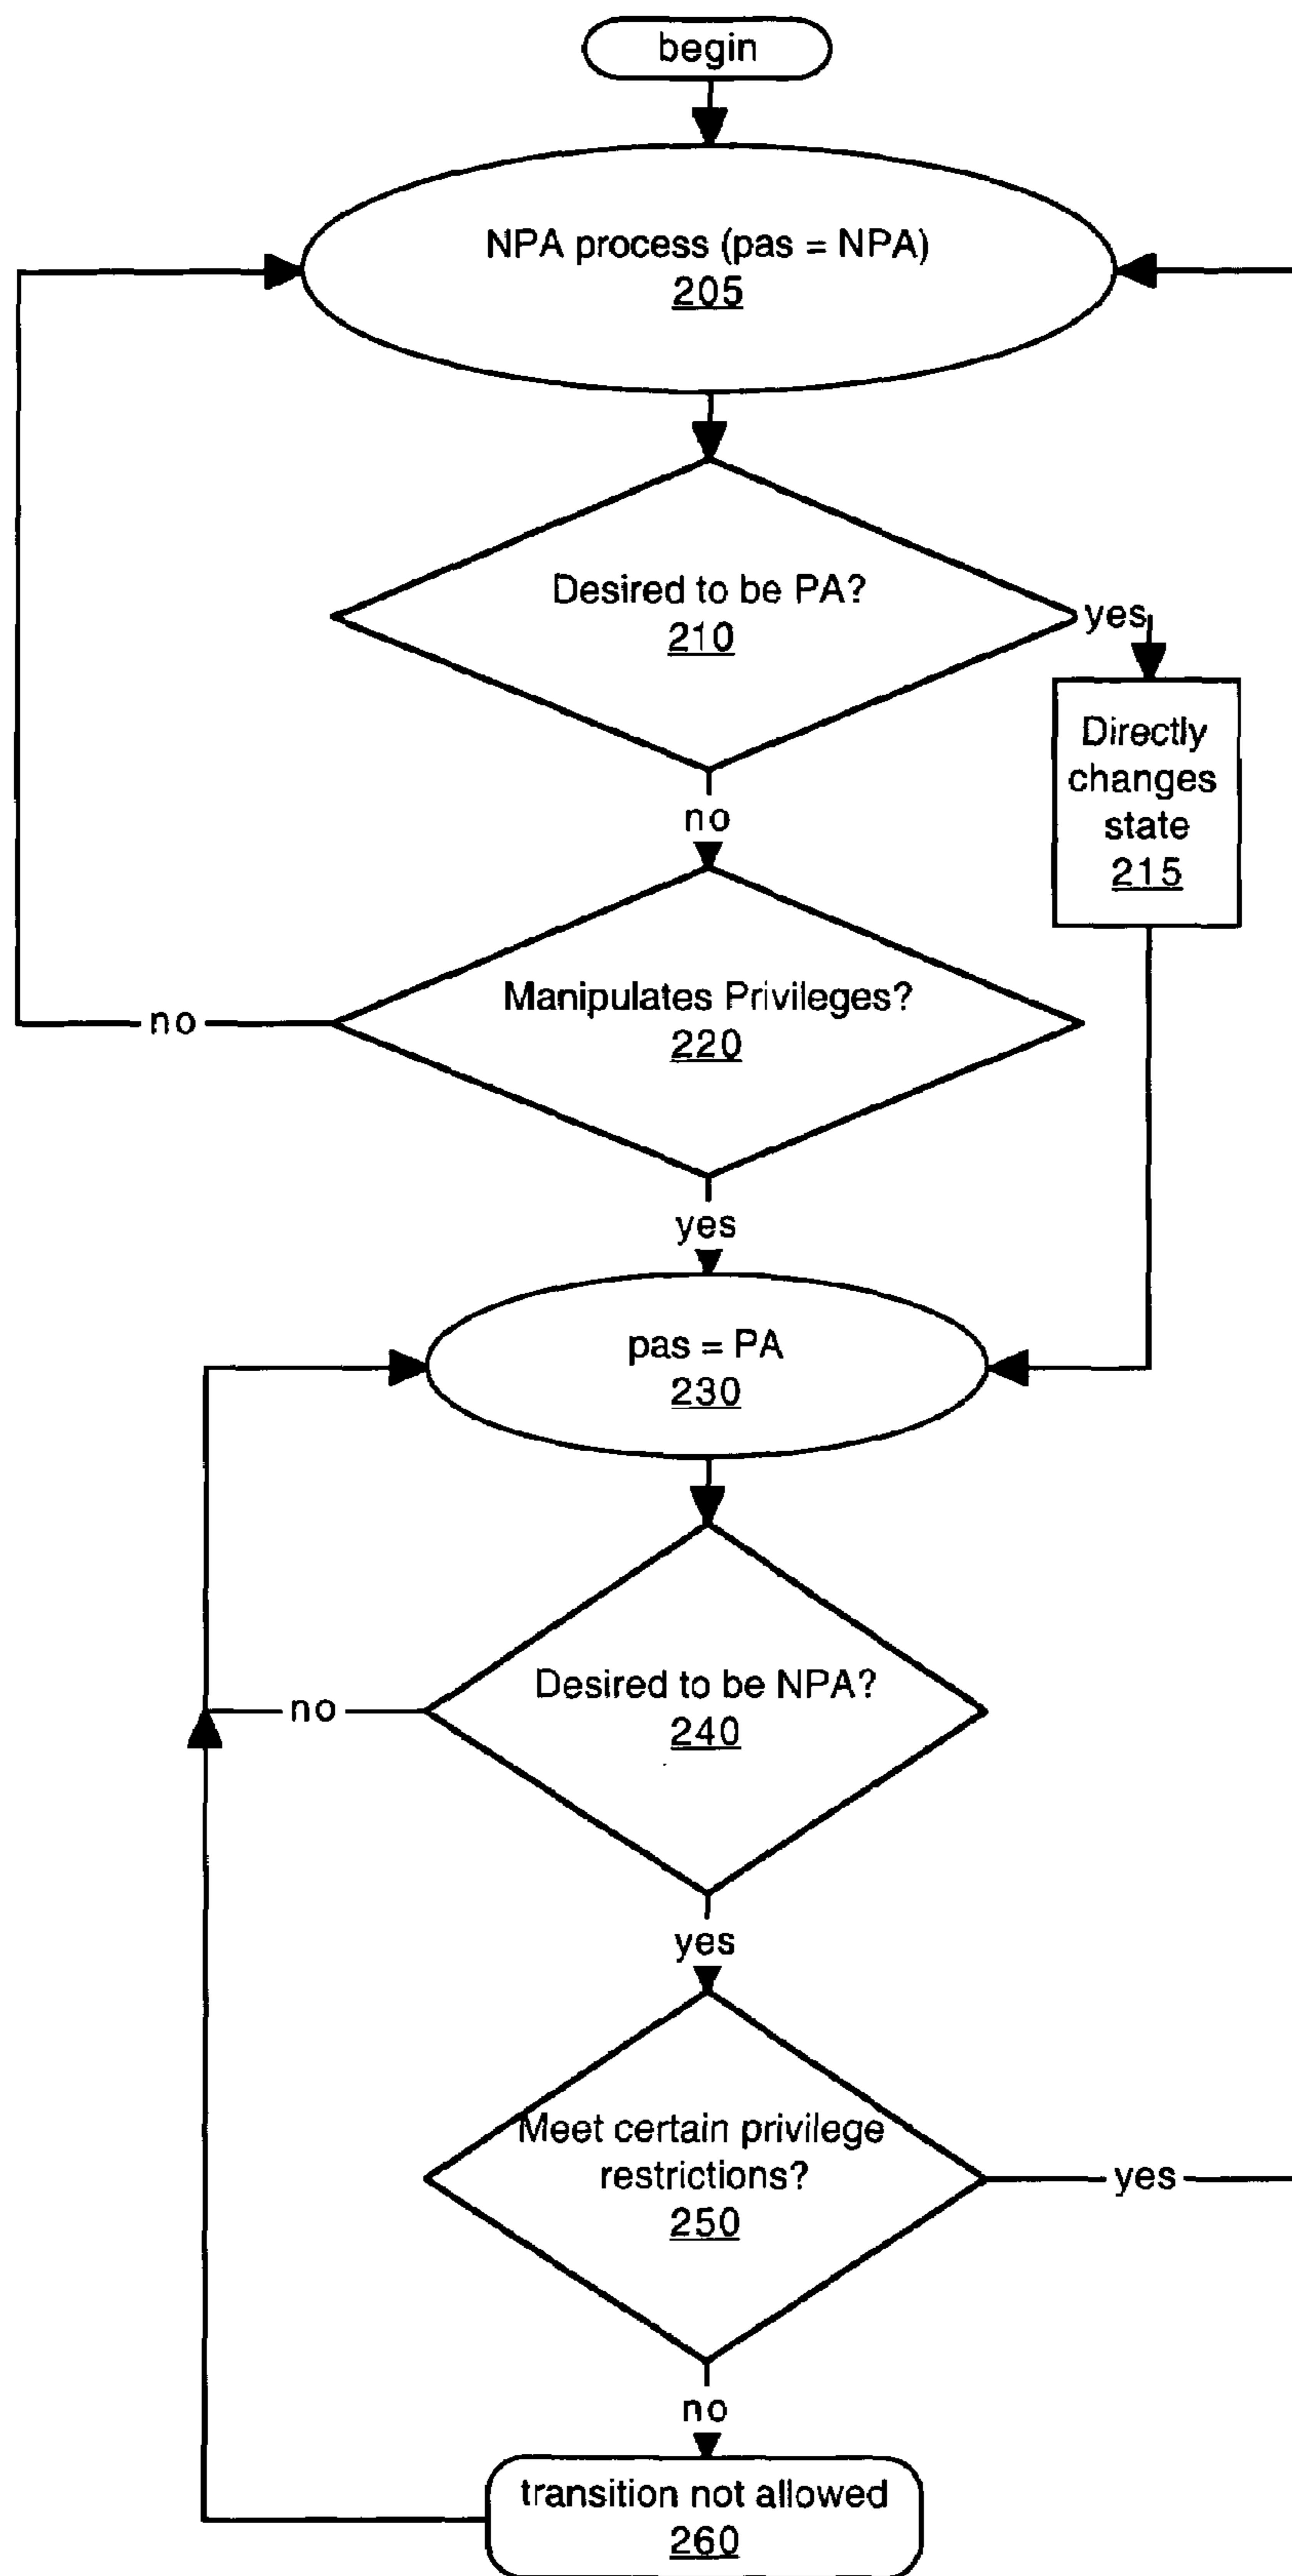 begin
NPA process (pas = NPA)
205
Desired to be PA?
210
yes
Directly
changes
state
215
no
Manipulates Privileges?
220
no
yes
pas = PA
230
Desired to be NPA?
240
no
yes
Meet certain privilege
restrictions?
250
yes
no
transition not allowed
260